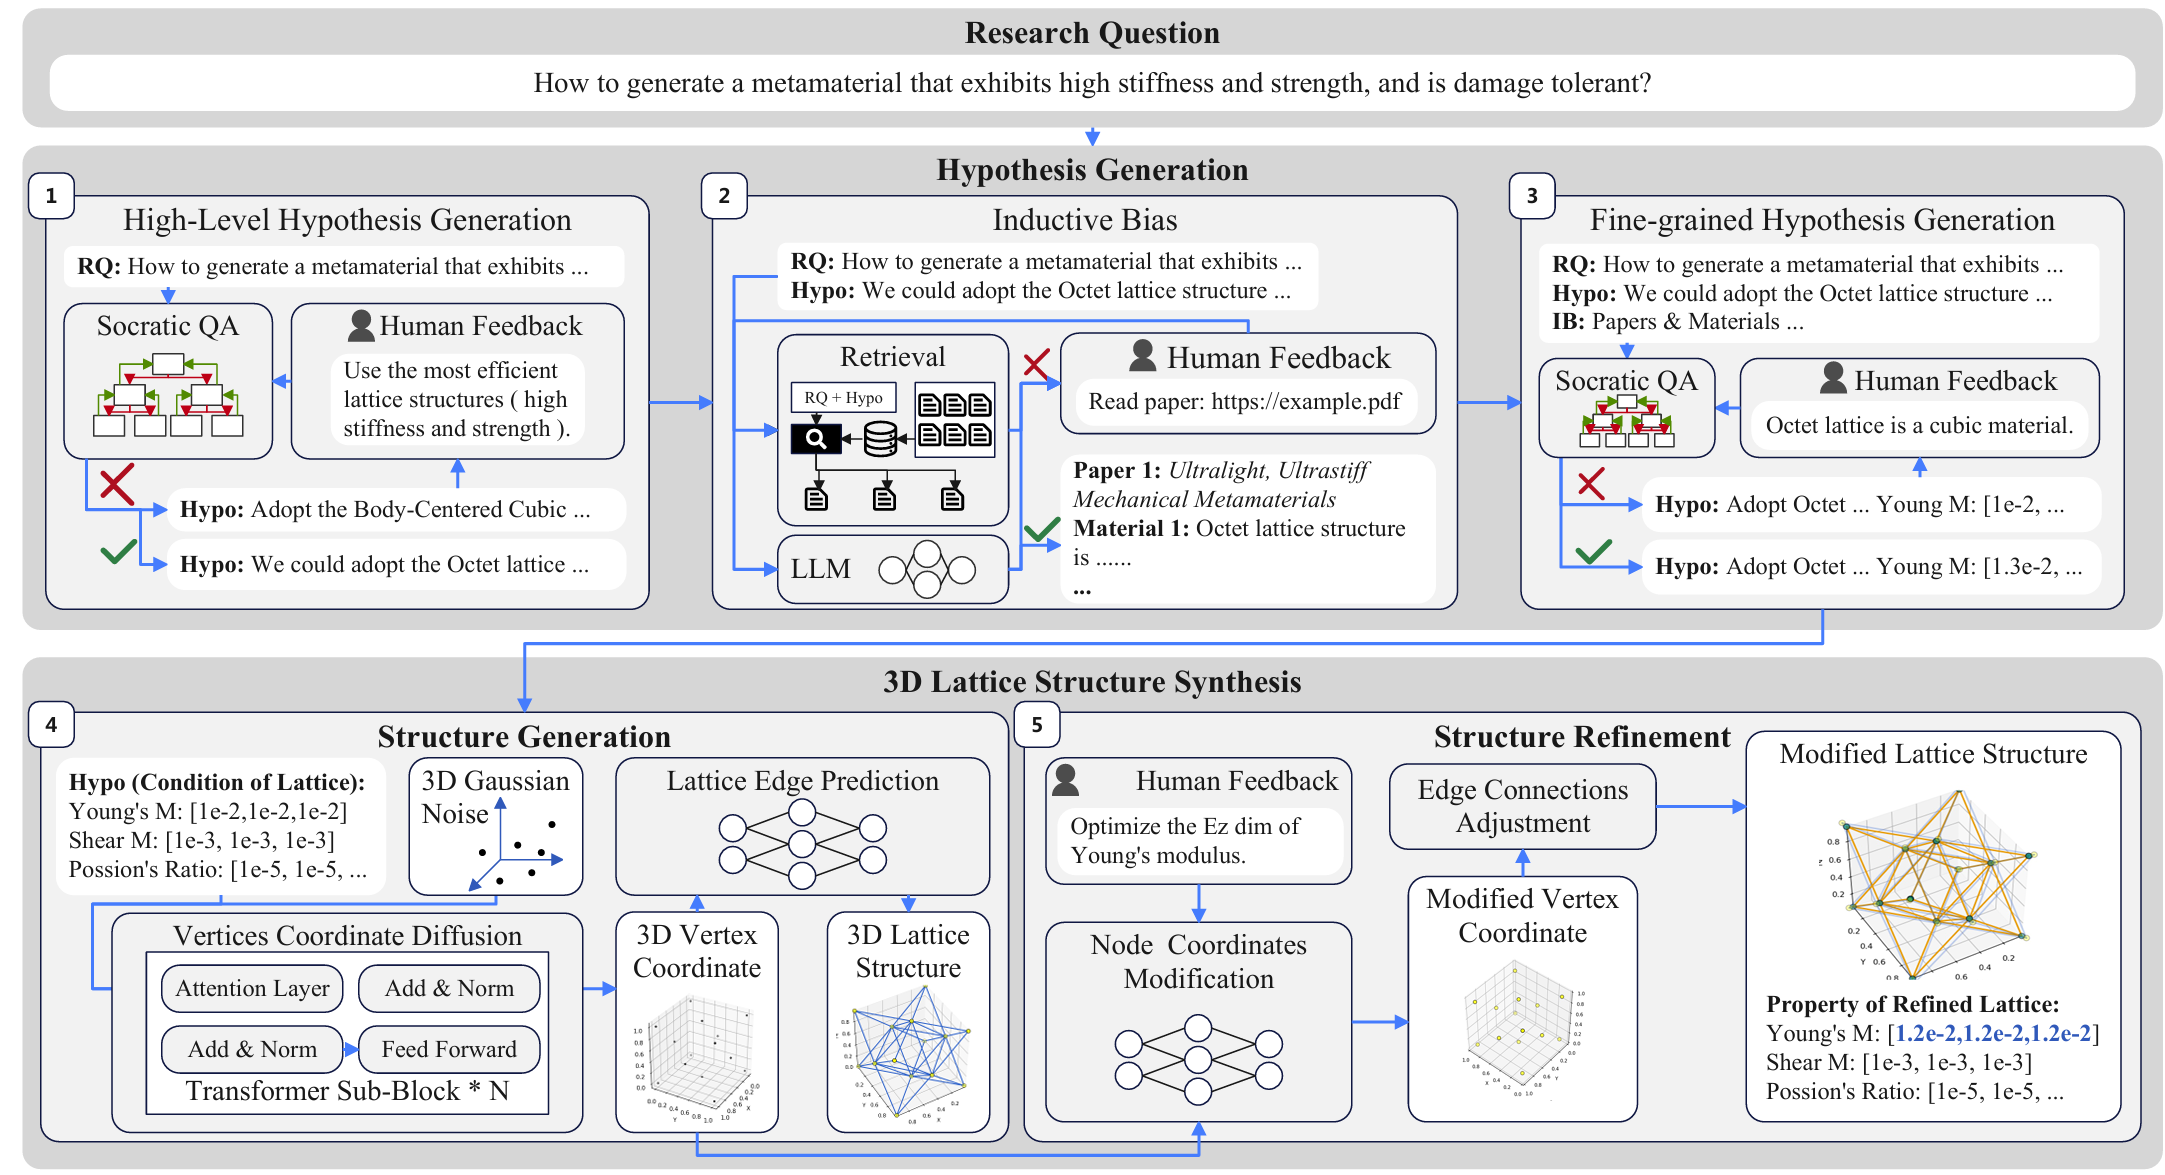 Research Question
How to generate a metamaterial that exhibits high stiffness and strength, and is damage tolerant?
Hypothesis Generation
1
High-Level Hypothesis Generation
RQ: How to generate a metamaterial that exhibits ...
Socratic QA
Human Feedback
Use the most efficient
lattice structures ( high
stiffness and strength ).
Hypo: Adopt the Body-Centered Cubic ...
Hypo: We could adopt the Octet lattice ...
2
Inductive Bias
RQ: How to generate a metamaterial that exhibits ...
Hypo: We could adopt the Octet lattice structure ...
Retrieval
RQ + Hypo
LLM
Human Feedback
Read paper: https://example.pdf
Paper 1: Ultralight, Ultrastiff
Mechanical Metamaterials
Material 1: Octet lattice structure
is ......
...
3
Fine-grained Hypothesis Generation
RQ: How to generate a metamaterial that exhibits ...
Hypo: We could adopt the Octet lattice structure ...
IB: Papers & Materials ...
Socratic QA
Human Feedback
Octet lattice is a cubic material.
Hypo: Adopt Octet ... Young M: [1e-2, ...
Hypo: Adopt Octet ... Young M: [1.3e-2, ...
3D Lattice Structure Synthesis
4
Structure Generation
Hypo (Condition of Lattice):
Young's M: [1e-2,1e-2,1e-2]
Shear M: [1e-3, 1e-3, 1e-3]
Possion's Ratio: [1e-5, 1e-5, ...
3D Gaussian
Noise
Lattice Edge Prediction
Vertices Coordinate Diffusion
Attention Layer
Add & Norm
Add & Norm
Feed Forward
Transformer Sub-Block * N
3D Vertex
Coordinate
3D Lattice
Structure
5
Structure Refinement
Human Feedback
Optimize the Ez dim of
Young's modulus.
Node Coordinates
Modification
Edge Connections
Adjustment
Modified Vertex
Coordinate
Modified Lattice Structure
Property of Refined Lattice:
Young's M: [1.2e-2,1.2e-2,1.2e-2]
Shear M: [1e-3, 1e-3, 1e-3]
Possion's Ratio: [1e-5, 1e-5, ...